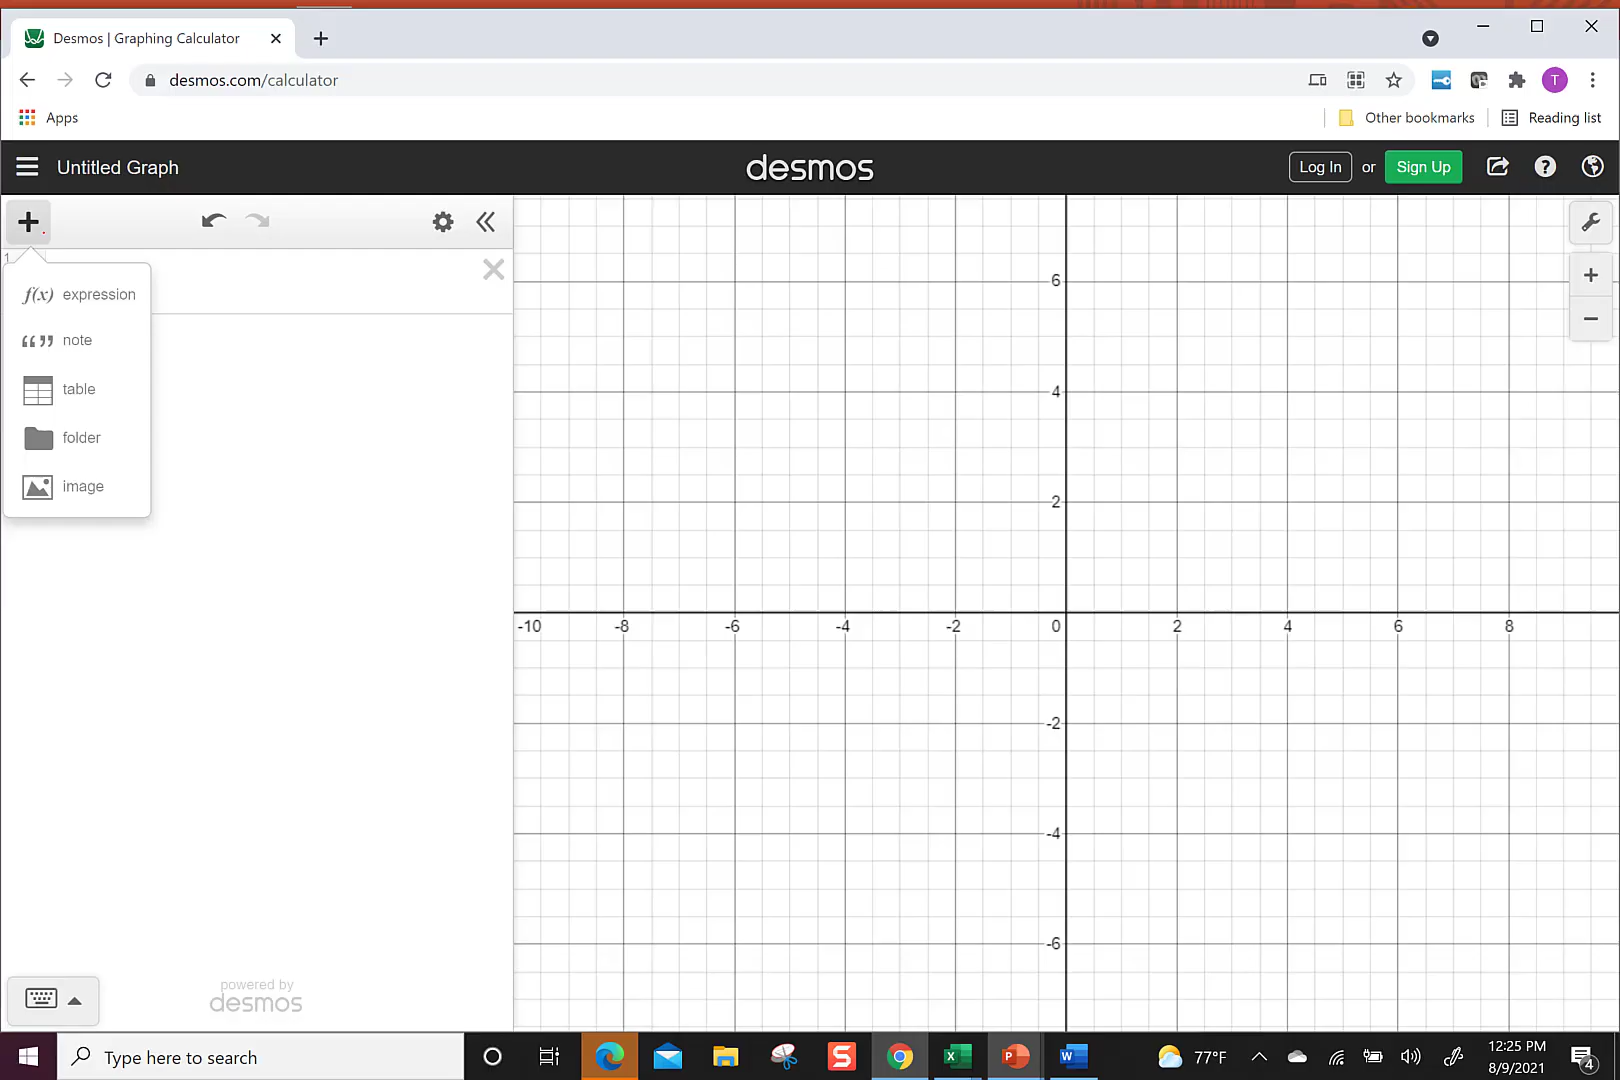 Desmos | Graphing Calculator
desmos.com/calculator
T
Apps
Other bookmarks
Reading list
Untitled Graph
desmos
Log In or Sign Up
1
f(x) expression
note
table
folder
image
6
4
2
-10 -8 -6 -4 -2 0 2 4 6 8
-2
-4
-6
powered by
desmos
Type here to search
77°F
12:25 PM
8/9/2021
4